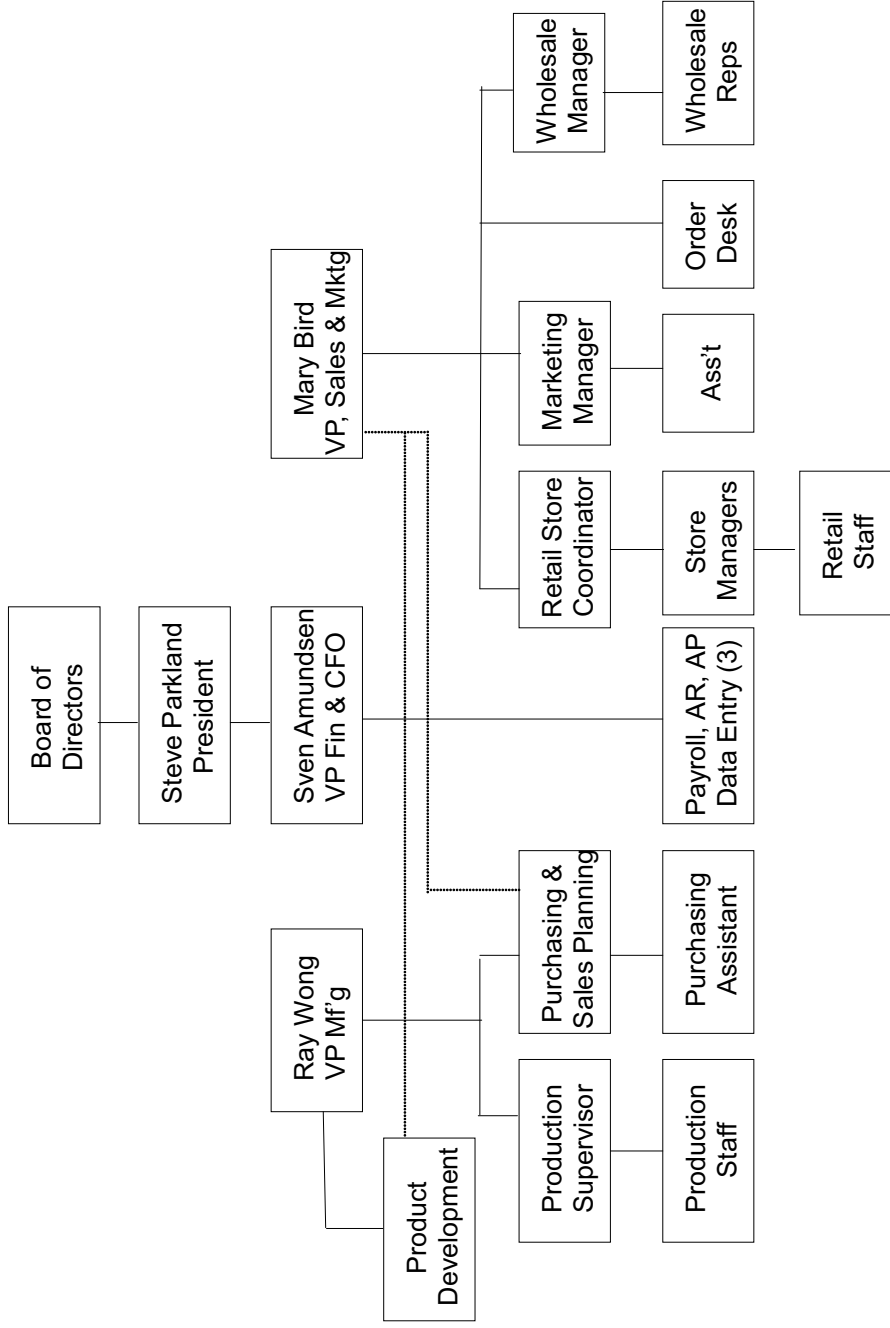 Board of
Directors
Steve Parkland
President
Ray Wong
VP Mf'g
Sven Amundsen
VP Fin & CFO
Mary Bird
VP, Sales & Mktg
Product
Development
Production
Supervisor
Purchasing &
Sales Planning
Retail Store
Coordinator
Marketing
Manager
Wholesale
Manager
Production
Staff
Purchasing
Assistant
Payroll, AR, AP
Data Entry (3)
Store
Managers
Ass't
Order
Desk
Wholesale
Reps
Retail
Staff